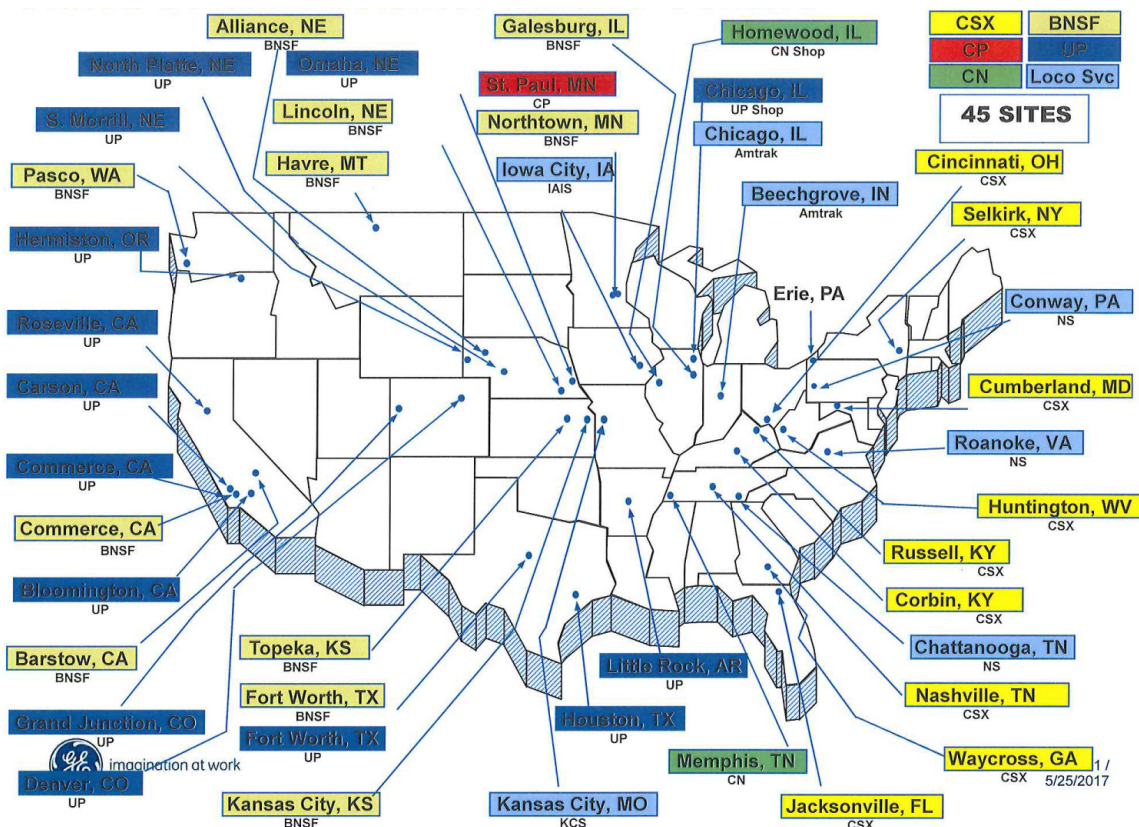 Alliance, NE
BNSF
Galesburg, IL
BNSF
Homewood, IL
CN Shop
CSX
BNSF
CP
UP
CN
Loco Svc
45 SITES
North Platte, NE
UP
Omaha, NE
UP
St. Paul, MN
CP
Chicago, IL
UP Shop
S. Morrill, NE
UP
Lincoln, NE
BNSF
Northtown, MN
BNSF
Chicago, IL
Amtrak
Cincinnati, OH
CSX
Pasco, WA
BNSF
Havre, MT
BNSF
Iowa City, IA
IAIS
Beechgrove, IN
Amtrak
Selkirk, NY
CSX
Hermiston, OR
UP
Erie, PA
Conway, PA
NS
Roseville, CA
UP
Carson, CA
UP
Cumberland, MD
CSX
Commerce, CA
UP
Roanoke, VA
NS
Commerce, CA
BNSF
Huntington, WV
CSX
Bloomington, CA
UP
Russell, KY
CSX
Corbin, KY
CSX
Barstow, CA
BNSF
Topeka, KS
BNSF
Little Rock, AR
UP
Chattanooga, TN
NS
Fort Worth, TX
BNSF
Nashville, TN
CSX
Grand Junction, CO
UP
Fort Worth, TX
UP
Houston, TX
UP
GE imagination at work
Memphis, TN
CN
Waycross, GA
CSX
1 /
5/25/2017
Denver, CO
UP
Kansas City, KS
BNSF
Kansas City, MO
KCS
Jacksonville, FL
CSX